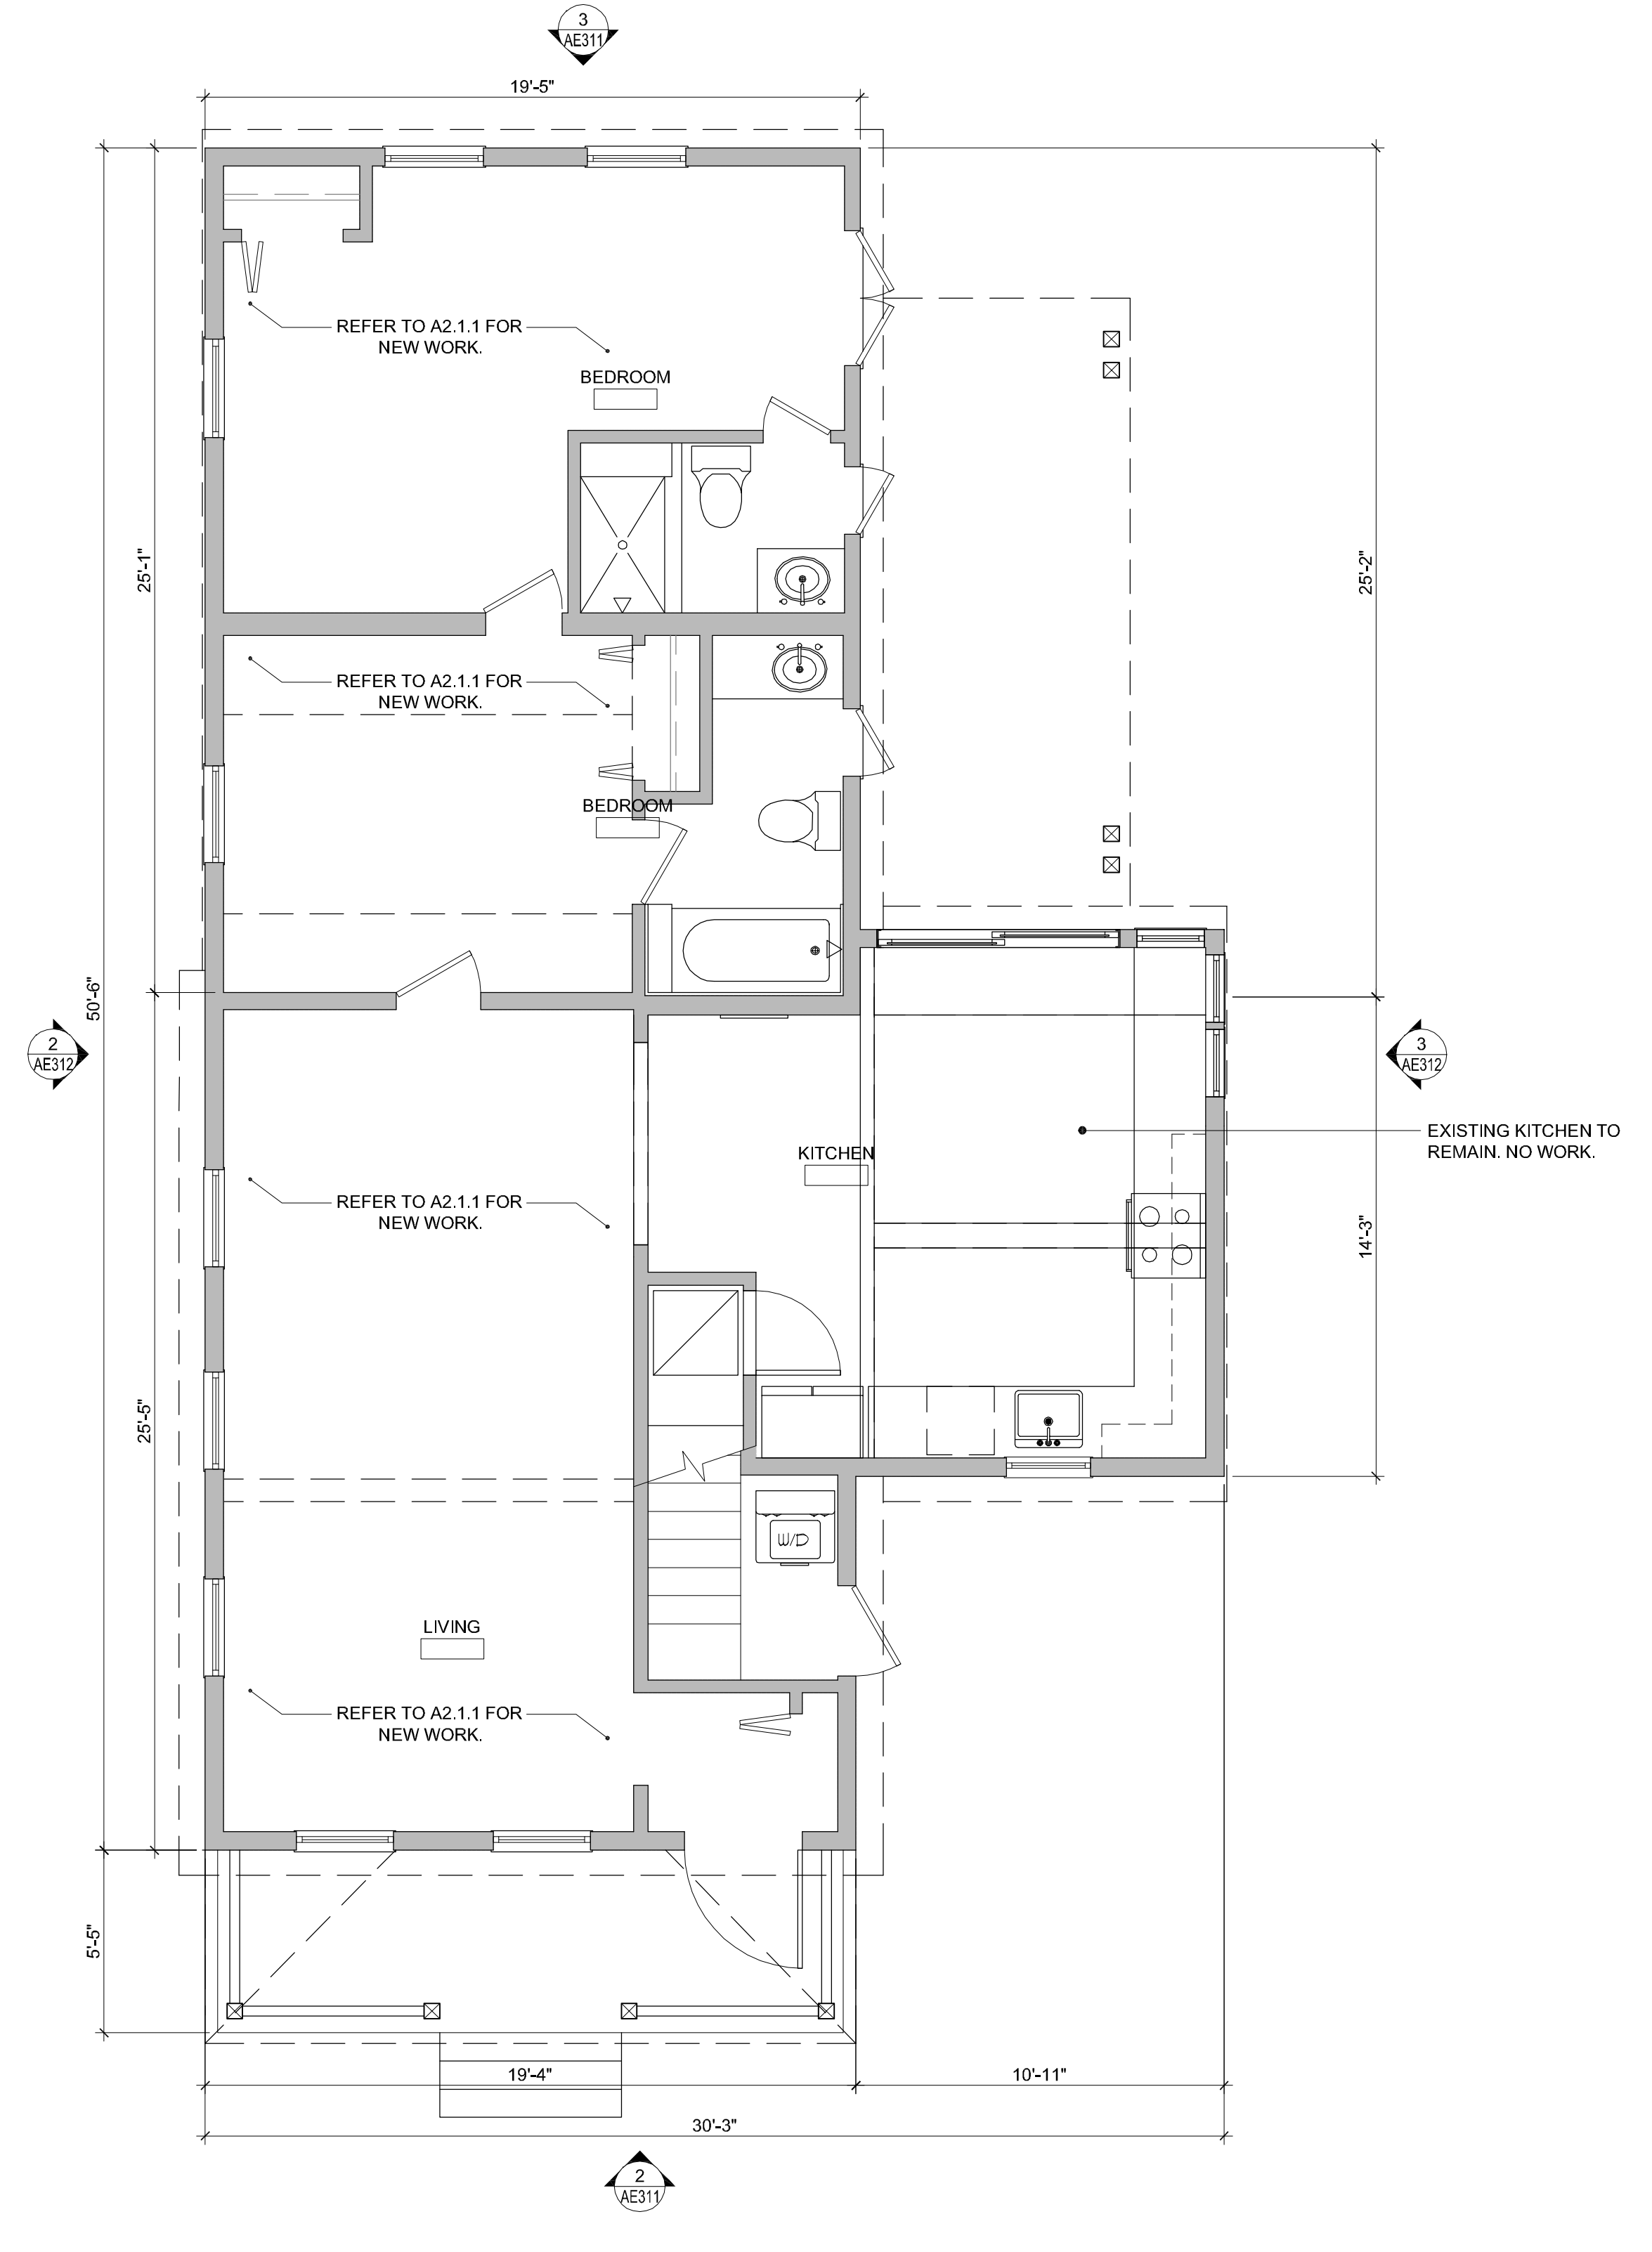 3
AE311
19'-5"
REFER TO A2.1.1 FOR
NEW WORK.
BEDROOM
25'-1"
25'-2"
REFER TO A2.1.1 FOR
NEW WORK.
BEDROOM
50'-6"
2
AE312
3
AE312
EXISTING KITCHEN TO
REMAIN. NO WORK.
KITCHEN
REFER TO A2.1.1 FOR
NEW WORK.
14'-3"
25'-5"
W/D
LIVING
REFER TO A2.1.1 FOR
NEW WORK.
5'-5"
19'-4"
10'-11"
30'-3"
2
AE311